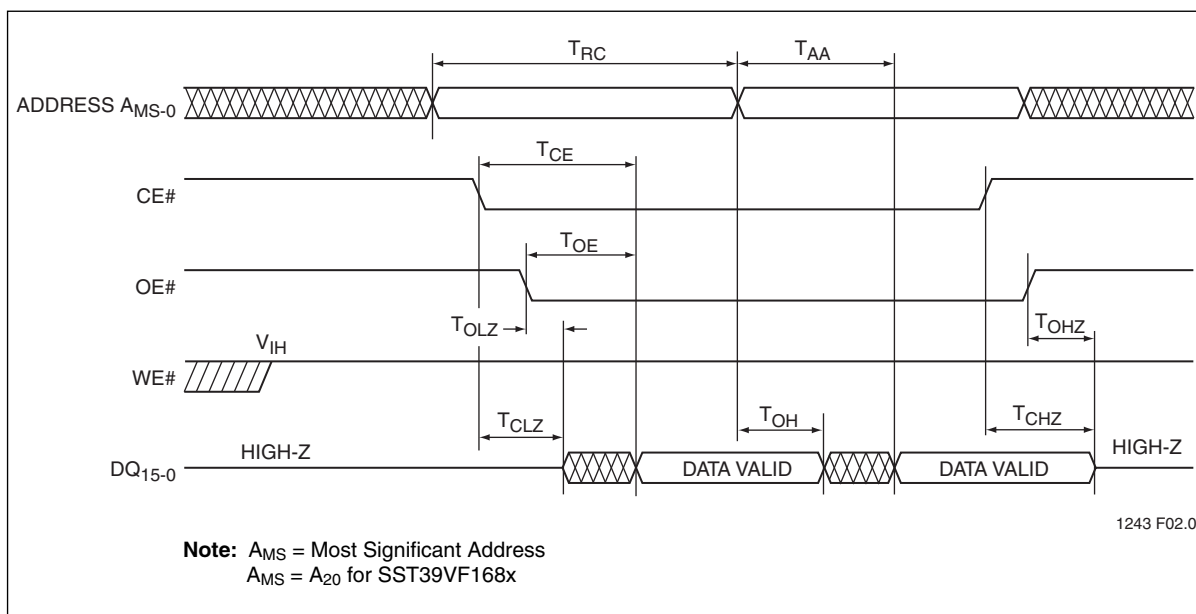 T_RC T_AA
ADDRESS A_MS-0
T_CE
CE#
T_OE
OE#
T_OLZ T_OHZ
V_IH
WE#
T_CLZ T_OH T_CHZ
HIGH-Z HIGH-Z
DQ_15-0 DATA VALID DATA VALID
1243 F02.0
Note: A_MS = Most Significant Address
A_MS = A_20 for SST39VF168x